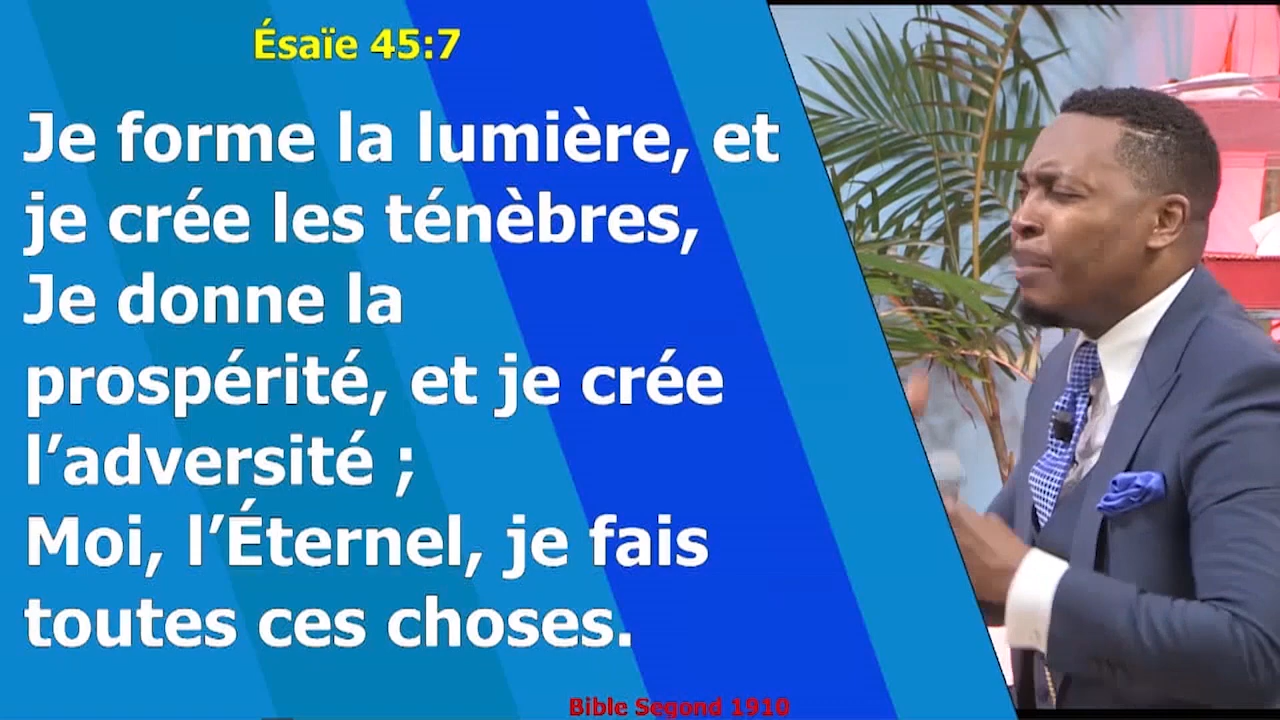 Ésaïe 45:7
Je forme la lumière, et
je crée les ténèbres,
Je donne la
prospérité, et je crée
l’adversité ;
Moi, l’Éternel, je fais
toutes ces choses.
Bible Segond 1910